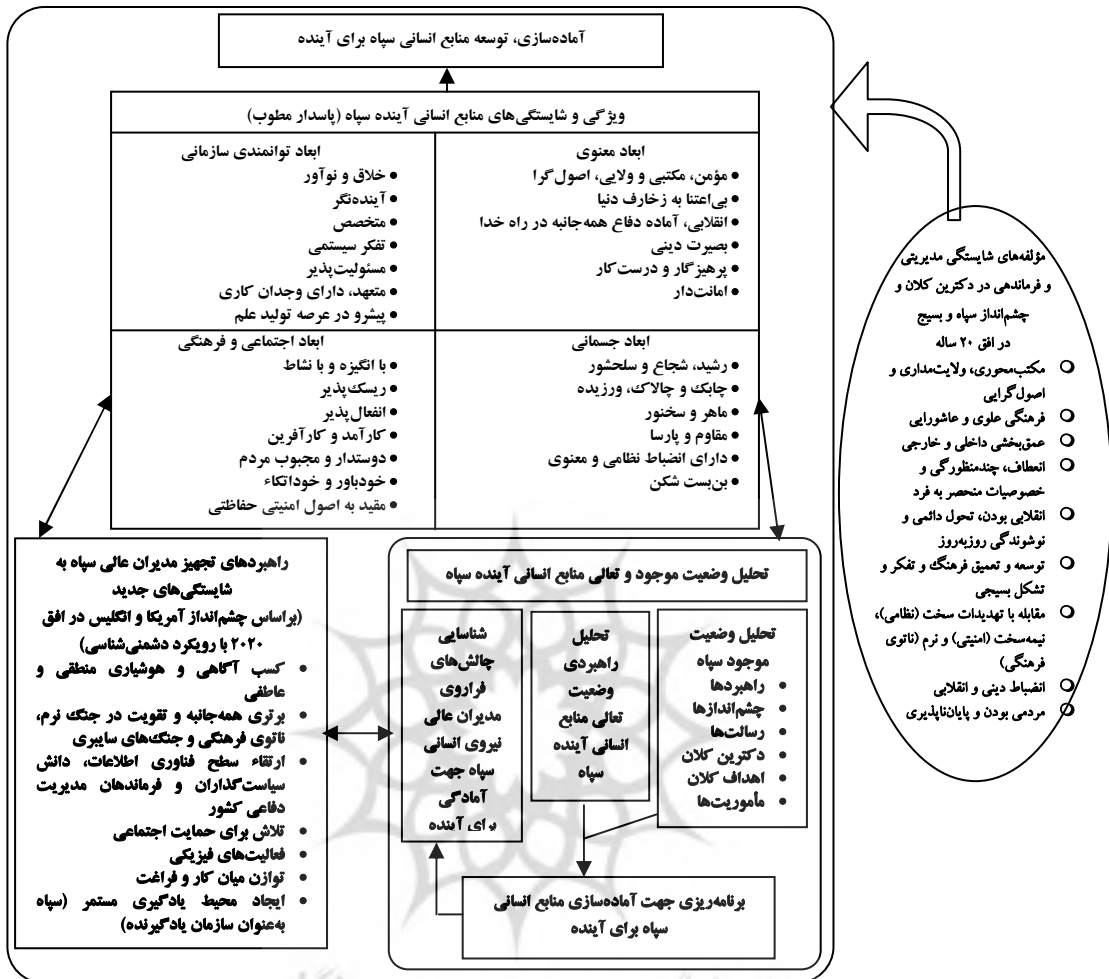 آماده‌سازی، توسعه منابع انسانی سپاه برای آینده
ویژگی و شایستگی‌های منابع انسانی آینده سپاه (پاسدار مطوب)
ابعاد معنوی
● مؤمن، مکتبی و ولایی، اصول‌گرا
● بی‌اعتنا به زخارف دنیا
● انقلابی، آماده دفاع همه‌جانبه در راه خدا
● بصیرت دینی
● پرهیزگار و درست‌کار
● امانت‌دار
ابعاد توانمندی سازمانی
● خلاق و نوآور
● آینده‌نگر
● متخصص
● تفکر سیستمی
● مسئولیت‌پذیر
● متعهد، دارای وجدان کاری
● پیشرو در عرصه تولید علم
ابعاد جسمانی
● رشید، شجاع و سلحشور
● چابک و چالاک، ورزیده
● ماهر و سخنور
● مقاوم و پارسا
● دارای انضباط نظامی و معنوی
● بن‌بست شکن
ابعاد اجتماعی و فرهنگی
● با انگیزه و با نشاط
● ریسک‌پذیر
● انفعال‌پذیر
● کارآمد و کارآفرین
● دوستدار و محبوب مردم
● خودباور و خوداتکاء
● مقید به اصول امنیتی حفاظتی
مؤلفه‌های شایستگی مدیریتی
و فرماندهی در دکترین کلان و
چشم‌انداز سپاه و بسیج
در افق ۲۰ ساله
مکتب‌محوری، ولایت‌مداری و
اصول‌گرایی
فرهنگی علوی و عاشورایی
عمق‌بخشی داخلی و خارجی
انعطاف، چندمنظورگی و
خصوصیات منحصر به فرد
انقلابی بودن، تحول دائمی و
نوشوندگی روزبه‌روز
توسعه و تعمیق فرهنگ و تفکر و
تشکل بسیجی
مقابله با تهدیدات سخت (نظامی)،
نیمه‌سخت (امنیتی) و نرم (ناتوی
فرهنگی)
انضباط دینی و انقلابی
مردمی بودن و پایان‌ناپذیری
تحلیل وضعیت موجود و تعالی منابع انسانی آینده سپاه
تحلیل وضعیت
موجود سپاه
● راهبردها
● چشم‌اندازها
● رسالت‌ها
● دکترین کلان
● اهداف کلان
● مأموریت‌ها
تحلیل
راهبردی
وضعیت
تعالی منابع
انسانی آینده
سپاه
شناسایی
چالش‌های
فراروی
مدیران عالی
نیروی انسانی
سپاه جهت
آمادگی
برای آینده
برنامه‌ریزی جهت آماده‌سازی منابع انسانی
سپاه برای آینده
راهبردهای تجهیز مدیران عالی سپاه به
شایستگی‌های جدید
(براساس چشم‌انداز آمریکا و انگلیس در افق
۲۰۲۰ با رویکرد دشمنی‌شناسی)
● کسب آگاهی و هوشیاری منطقی و
عاطفی
● برتری همه‌جانبه و تقویت در جنگ نرم،
ناتوی فرهنگی و جنگ‌های سایبری
● ارتقاء سطح فناوری اطلاعات، دانش
سیاست‌گذاران و فرماندهان مدیریت
دفاعی کشور
● تلاش برای حمایت اجتماعی
● فعالیت‌های فیزیکی
● توازن میان کار و فراغت
● ایجاد محیط یادگیری مستمر (سپاه
به‌عنوان سازمان یادگیرنده)